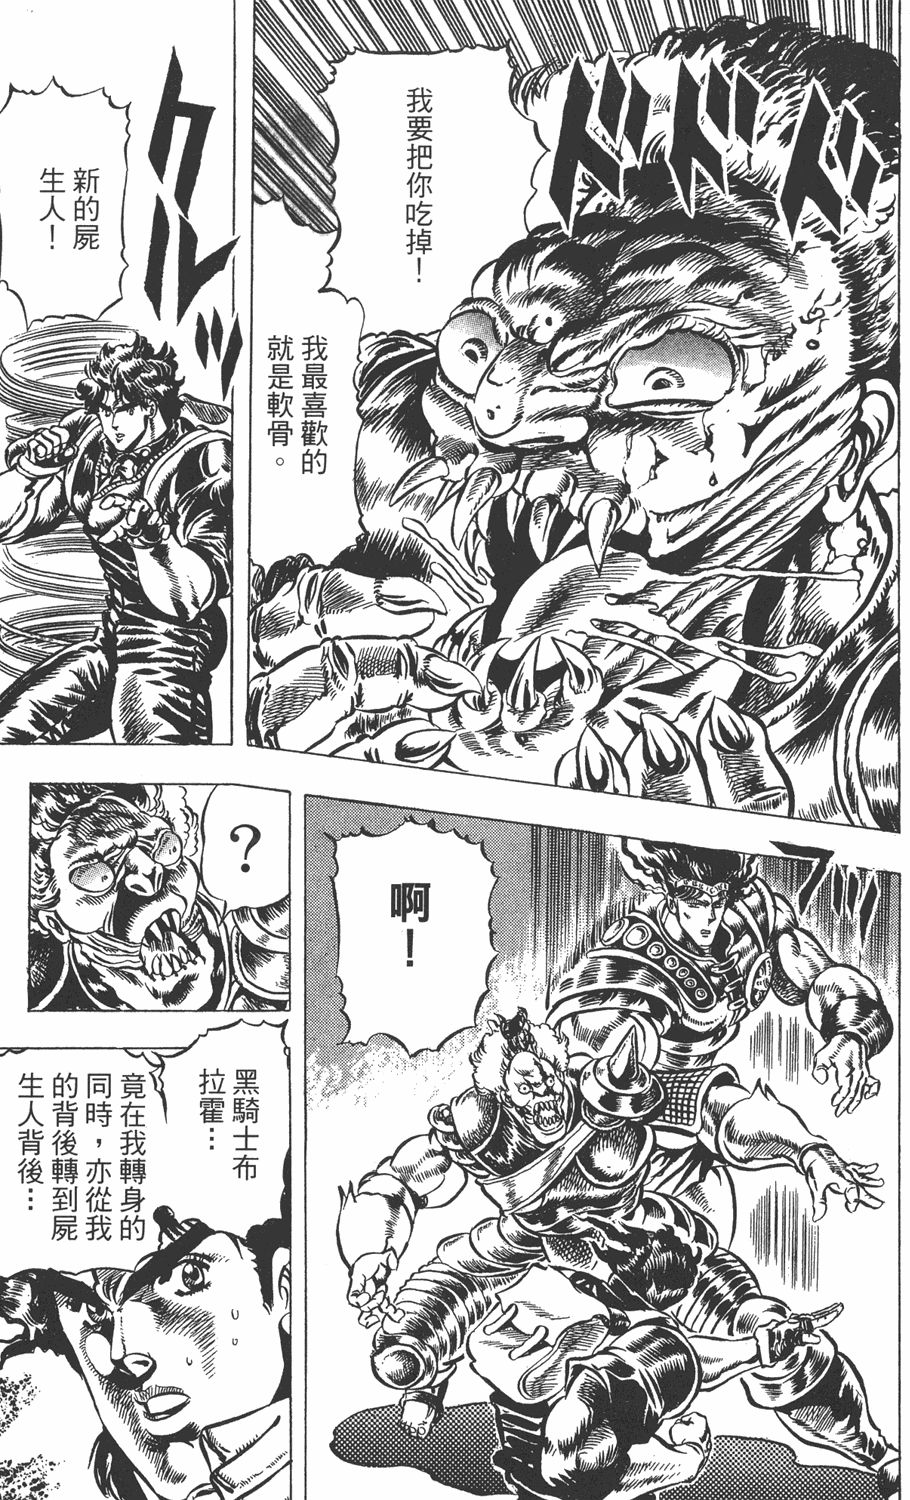 我要把你吃掉！
ドドド
我最喜歡的
就是軟骨。
クルッ
新的屍
生人！
フッ
啊！
？
黑騎士布
拉霍…
竟在我轉身的
同時，亦從我
的背後轉到屍
生人背後…